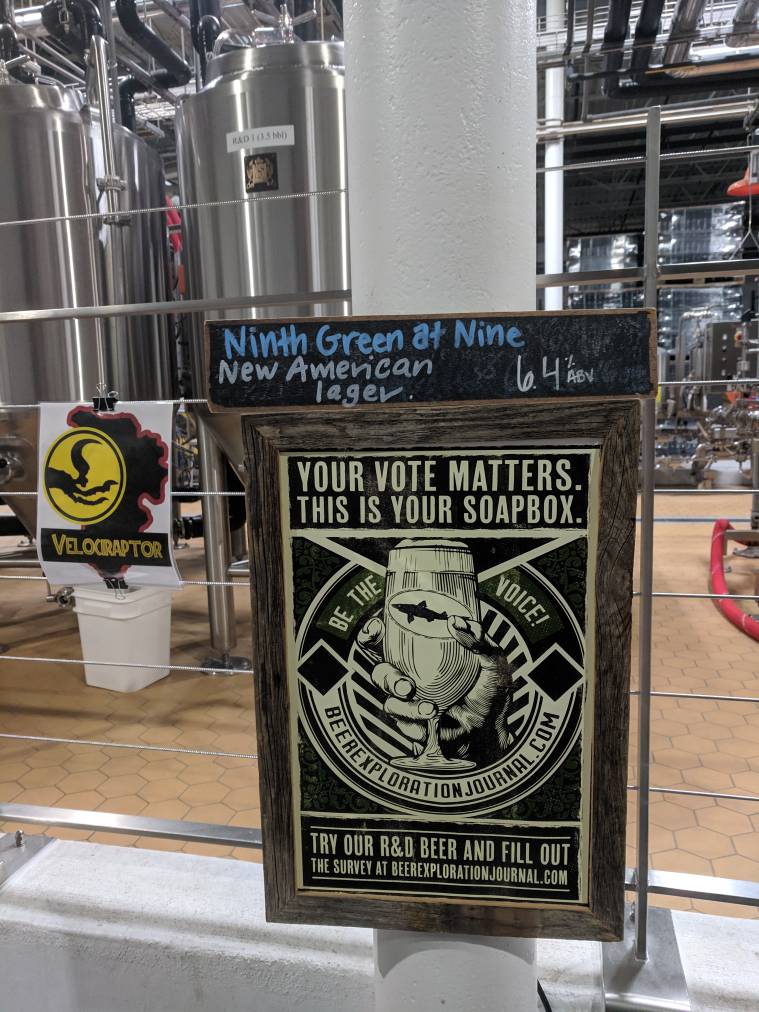 R&D 1 (3.5 bbl)
Ninth Green at Nine
New American
lager.
6.4% ABV
VELOCIRAPTOR
YOUR VOTE MATTERS.
THIS IS YOUR SOAPBOX.
BE THE VOICE!
BEEREXPLORATIONJOURNAL.COM
TRY OUR R&D BEER AND FILL OUT
THE SURVEY AT BEEREXPLORATIONJOURNAL.COM